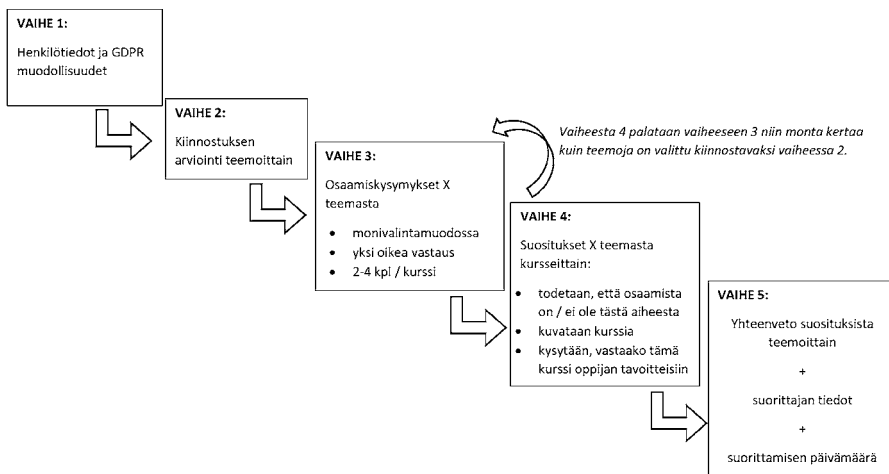 VAIHE 1:
Henkilötiedot ja GDPR
muodollisuudet
VAIHE 2:
Kiinnostuksen
arviointi teemoittain
VAIHE 3:
Osaamiskysymykset X
teemasta
• monivalintamuodossa
• yksi oikea vastaus
• 2-4 kpl / kurssi
Vaiheesta 4 palataan vaiheeseen 3 niin monta kertaa
kuin teemoja on valittu kiinnostavaksi vaiheessa 2.
VAIHE 4:
Suositukset X teemasta
kursseittain:
• todetaan, että osaamista
on / ei ole tästä aiheesta
• kuvataan kurssia
• kysytään, vastaako tämä
kurssi oppijan tavoitteisiin
VAIHE 5:
Yhteenveto suosituksista
teemoittain
+
suorittajan tiedot
+
suorittamisen päivämäärä